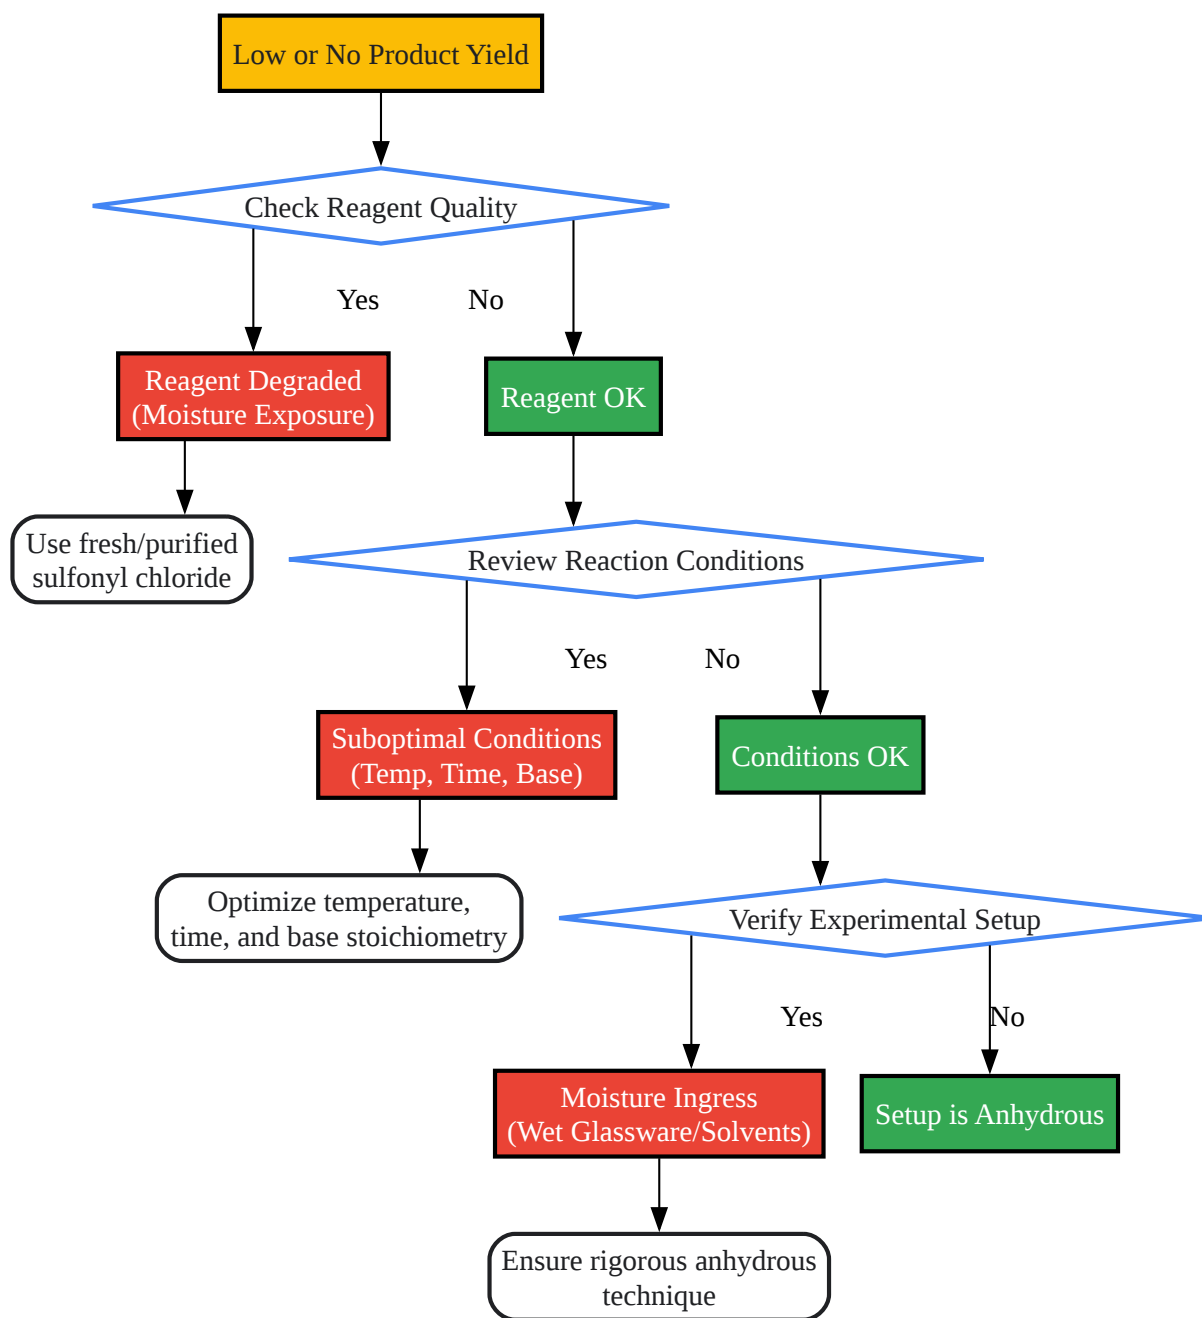 Low or No Product Yield
Check Reagent Quality
Yes
No
Reagent Degraded
(Moisture Exposure)
Reagent OK
Use fresh/purified
sulfonyl chloride
Review Reaction Conditions
Yes
No
Suboptimal Conditions
(Temp, Time, Base)
Conditions OK
Optimize temperature,
time, and base stoichiometry
Verify Experimental Setup
Yes
No
Moisture Ingress
(Wet Glassware/Solvents)
Setup is Anhydrous
Ensure rigorous anhydrous
technique